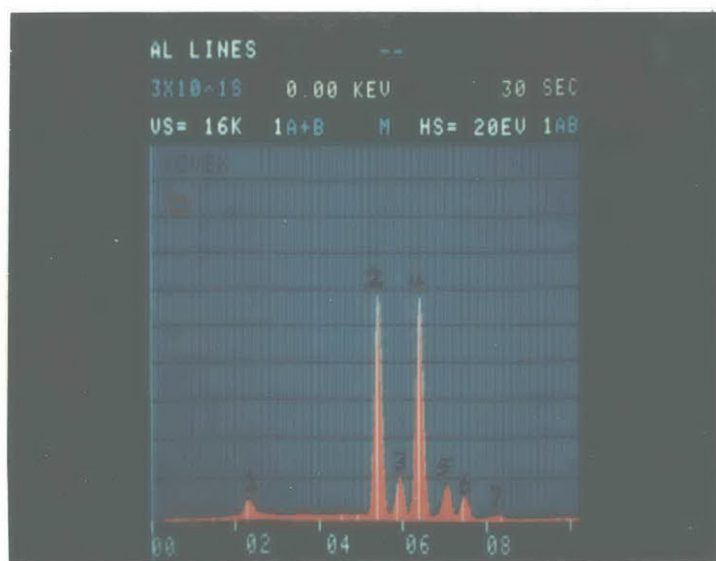 AL LINES --
3X10^1S 0.00 KEV 30 SEC
VS= 16K 1A+B M HS= 20EV 1AB
KEVEX
2 4
1 3 5 6 7
00 02 04 06 08